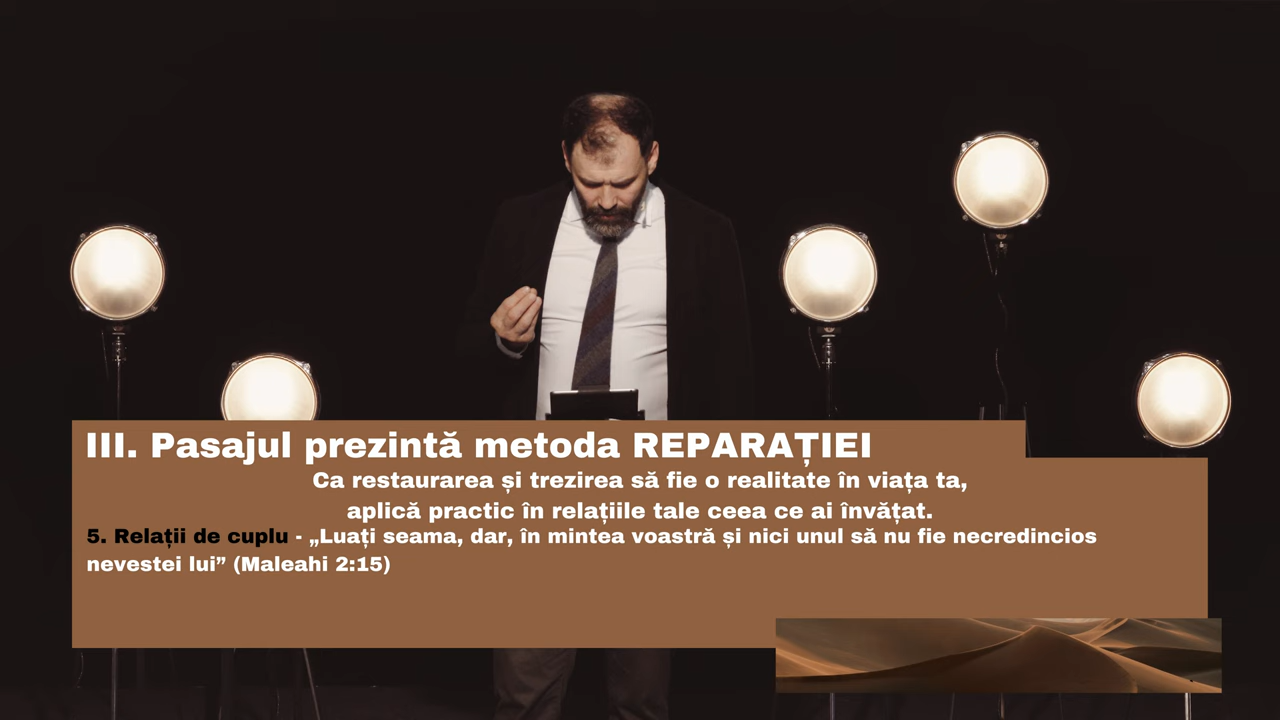 III. Pasajul prezintă metoda REPARAȚIEI
Ca restaurarea și trezirea să fie o realitate în viața ta,
aplică practic în relațiile tale ceea ce ai învățat.
5. Relații de cuplu - „Luați seama, dar, în mintea voastră și nici unul să nu fie necredincios
nevestei lui” (Maleahi 2:15)